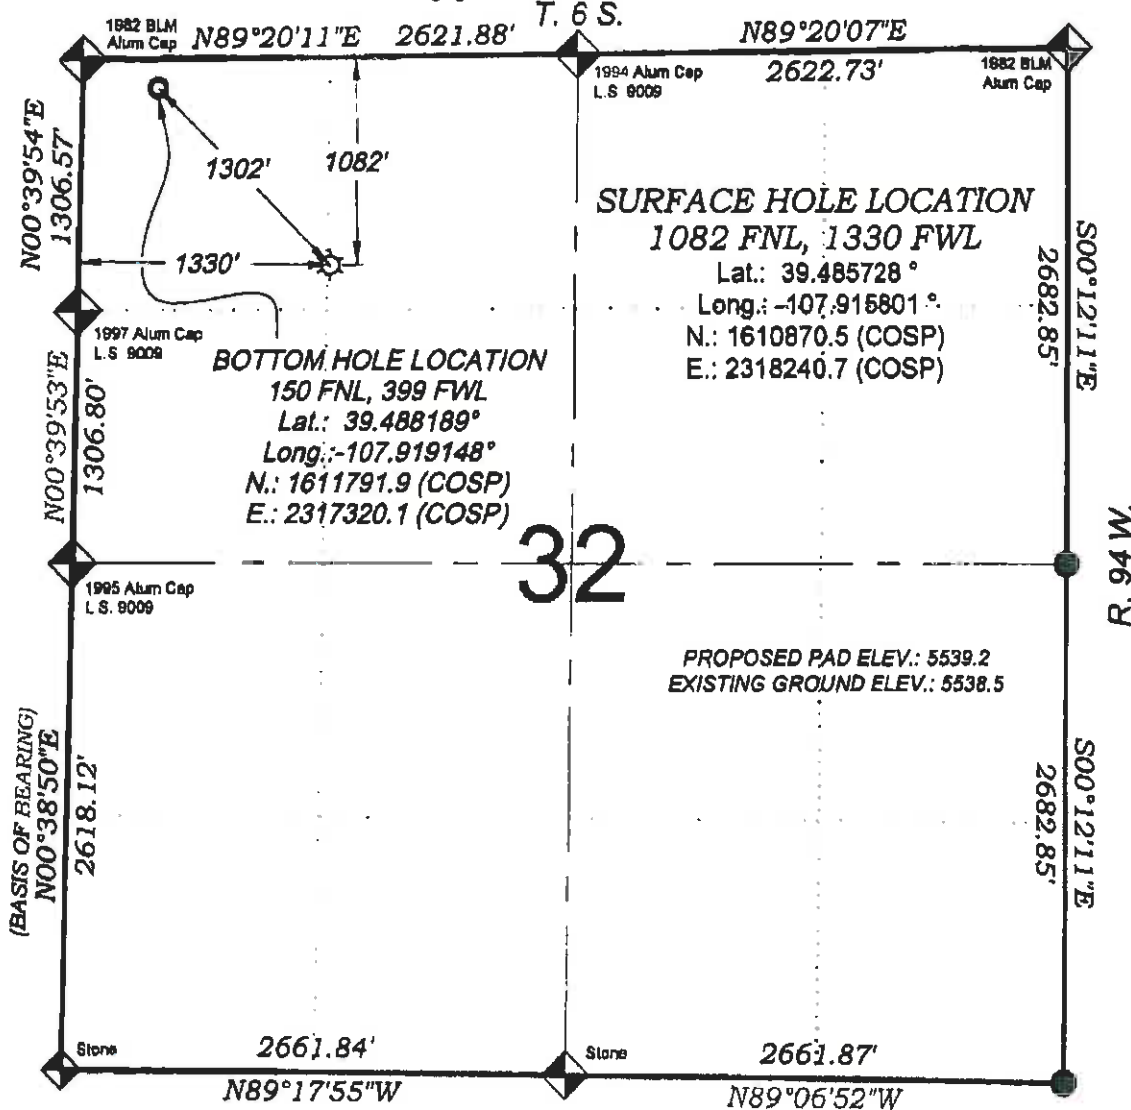 T. 6 S.
1982 BLM
Alum Cap
N89°20'11"E 2621.88'
N89°20'07"E
2622.73'
1994 Alum Cap
L.S 9009
1982 BLM
Alum Cap
N00°39'54"E
1306.57'
1302'
1082'
1330'
SURFACE HOLE LOCATION
1082 FNL, 1330 FWL
Lat.: 39.485728 °
Long.: -107.915801 °
N.: 1610870.5 (COSP)
E.: 2318240.7 (COSP)
S00°12'11"E
2682.85'
1997 Alum Cap
L.S 9009
BOTTOM HOLE LOCATION
150 FNL, 399 FWL
Lat.: 39.488189°
Long.:-107.919148°
N.: 1611791.9 (COSP)
E.: 2317320.1 (COSP)
N00°39'53"E
1306.80'
32
R. 94 W.
1995 Alum Cap
L.S. 9009
PROPOSED PAD ELEV.: 5539.2
EXISTING GROUND ELEV.: 5538.5
(BASIS OF BEARING)
N00°38'50"E
2618.12'
S00°12'11"E
2682.85'
Stone
2661.84'
N89°17'55"W
Stone
2661.87'
N89°06'52"W